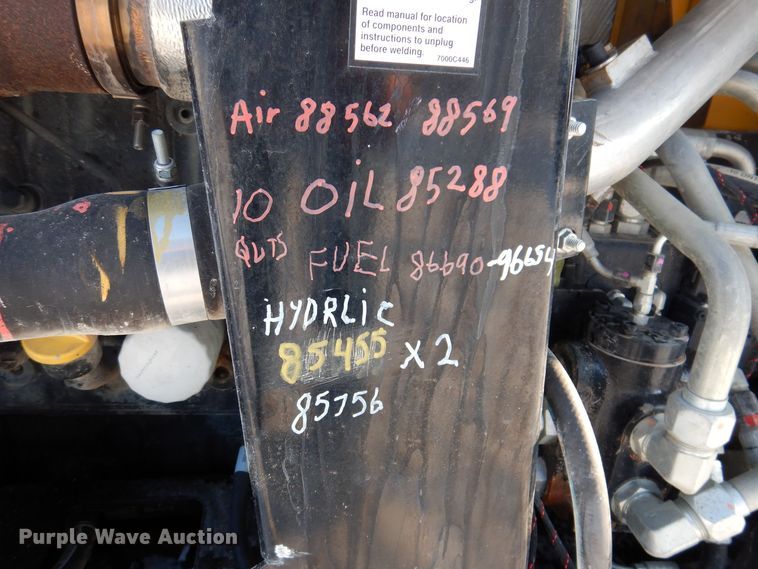 Read manual for location
of components and
instructions to unplug
before welding.
7000C446
Air 88562 88569
10 OIL 85288
QUTS FUEL 86690-96654
HYDRLIC
85455 X 2
85756
Purple Wave Auction